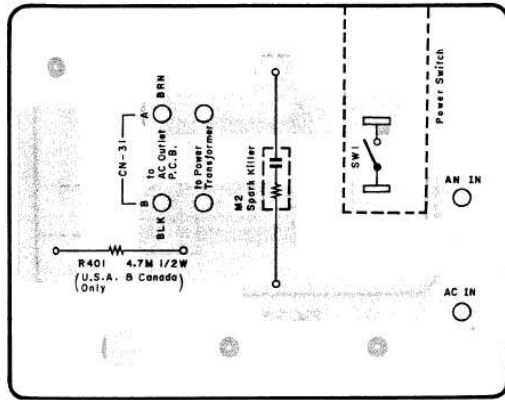 BRN
A
CN-31
to
AC Outlet
P.C.B.
to Power
Transformer
B
BLK
R401 4.7M 1/2W
(U.S.A. & Canada)
Only
M2
Spark Killer
SW1
Power Switch
AN IN
AC IN